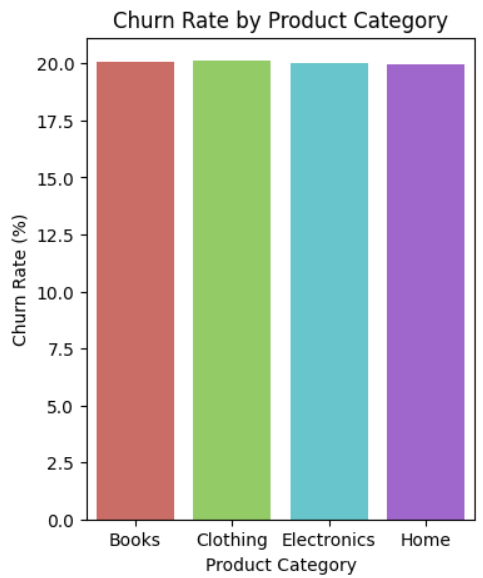 Churn Rate by Product Category
Churn Rate (%)
20.0
17.5
15.0
12.5
10.0
7.5
5.0
2.5
0.0
Books Clothing Electronics Home
Product Category